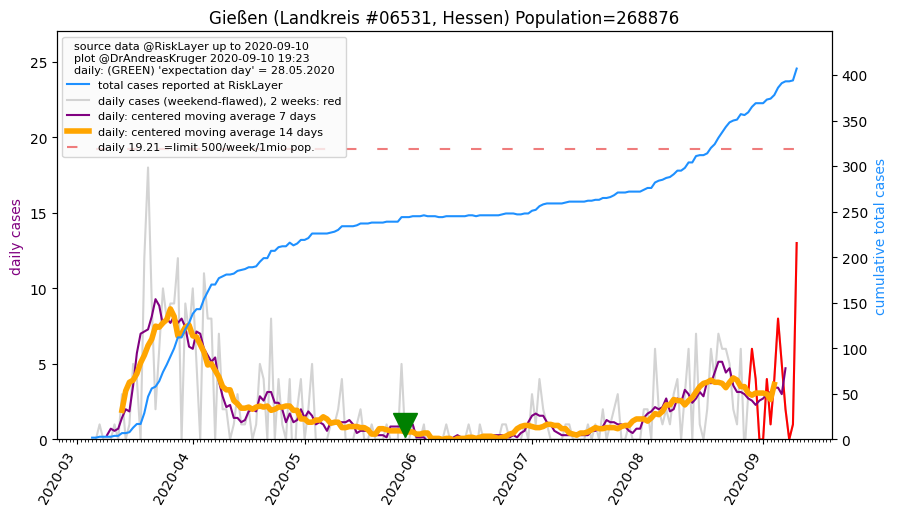 Gießen (Landkreis #06531, Hessen) Population=268876
source data @RiskLayer up to 2020-09-10
plot @DrAndreasKruger 2020-09-10 19:23
daily: (GREEN) 'expectation day' = 28.05.2020
total cases reported at RiskLayer
daily cases (weekend-flawed), 2 weeks: red
daily: centered moving average 7 days
daily: centered moving average 14 days
daily 19.21 =limit 500/week/1mio pop.
daily cases
25
20
15
10
5
0
cumulative total cases
400
350
300
250
200
150
100
50
0
2020-03
2020-04
2020-05
2020-06
2020-07
2020-08
2020-09